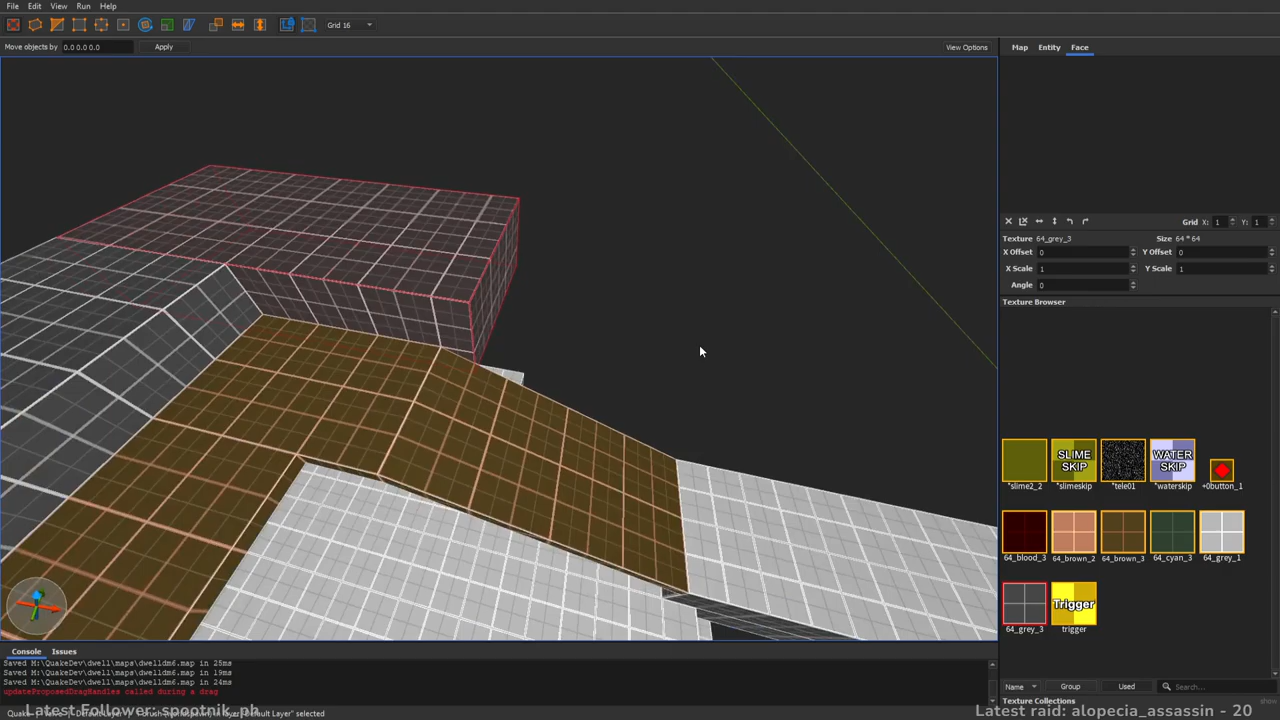 File Edit View Run Help
Grid 16
Move objects by 0.0 0.0 0.0 Apply View Options
Map Entity Face
Grid X: 1 Y: 1
Texture 64_grey_3 Size 64 * 64
X Offset 0 Y Offset 0
X Scale 1 Y Scale 1
Angle 0
Texture Browser
SLIME SKIP
WATER SKIP
*slime2_2 *slimeskip *tele01 *waterskip +0button_1
64_blood_3 64_brown_2 64_brown_3 64_cyan_3 64_grey_1
Trigger
64_grey_3 trigger
Console Issues
Saved M:\QuakeDev\dwell\maps\dwelldm6.map in 25ms
Saved M:\QuakeDev\dwell\maps\dwelldm6.map in 19ms
Saved M:\QuakeDev\dwell\maps\dwelldm6.map in 24ms
updateProposedDragHandles called during a drag
Name Group Used Search...
Texture Collections show
Latest Follower: spootnik_ph
Latest raid: alopecia_assassin - 20
selected